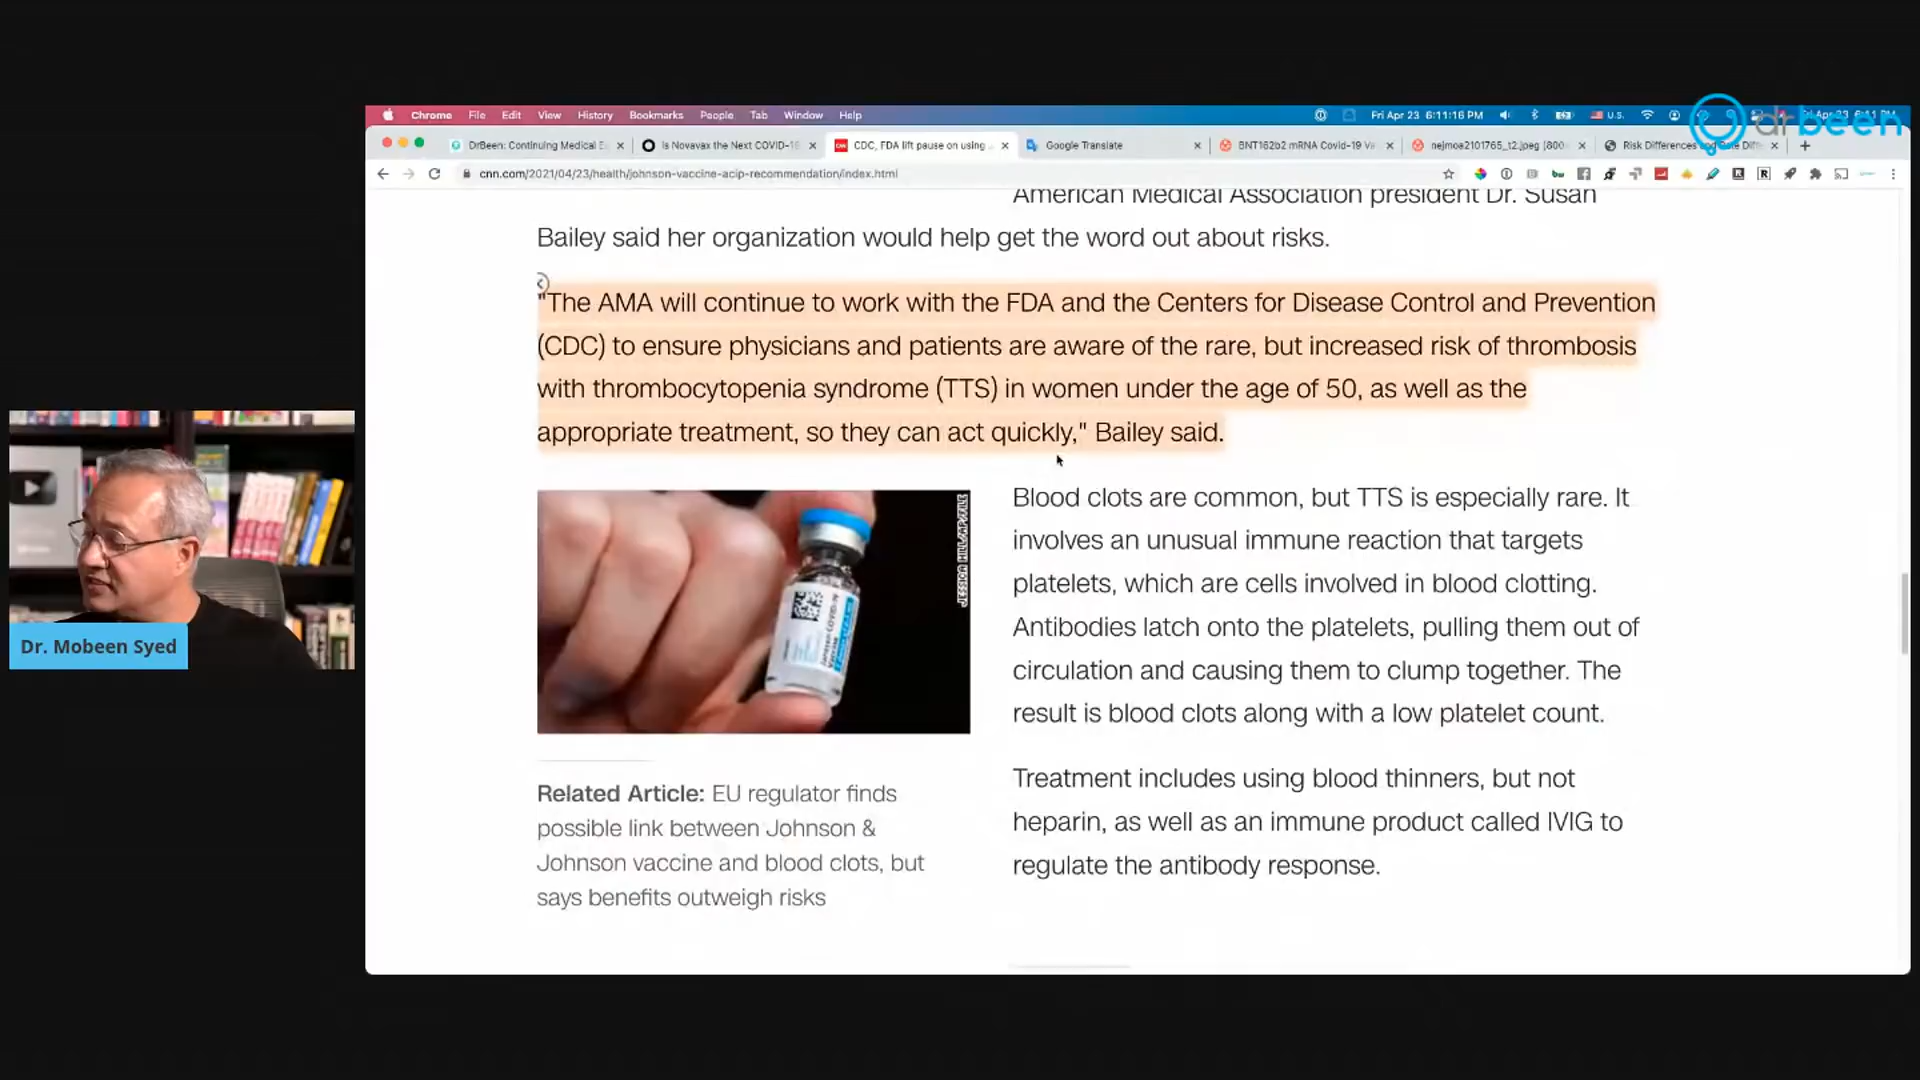 Chrome File Edit View History Bookmarks People Tab Window Help
U.S. Fri Apr 23 6:11:16 PM
drbeen
DrBeen: Continuing Medical E
Is Novavax the Next COVID-19
CDC, FDA lift pause on using
Google Translate
BNT162b2 mRNA Covid-19 Va
nejmoa2101765_t2.jpeg (800
Risk Differences
cnn.com/2021/04/23/health/johnson-vaccine-acip-recommendation/index.html
American Medical Association president Dr. Susan
Bailey said her organization would help get the word out about risks.
"The AMA will continue to work with the FDA and the Centers for Disease Control and Prevention
(CDC) to ensure physicians and patients are aware of the rare, but increased risk of thrombosis
with thrombocytopenia syndrome (TTS) in women under the age of 50, as well as the
appropriate treatment, so they can act quickly," Bailey said.
JESSICA HILL/AP/FILE
Blood clots are common, but TTS is especially rare. It
involves an unusual immune reaction that targets
platelets, which are cells involved in blood clotting.
Antibodies latch onto the platelets, pulling them out of
circulation and causing them to clump together. The
result is blood clots along with a low platelet count.
Treatment includes using blood thinners, but not
heparin, as well as an immune product called IVIG to
regulate the antibody response.
Related Article: EU regulator finds
possible link between Johnson &
Johnson vaccine and blood clots, but
says benefits outweigh risks
Dr. Mobeen Syed